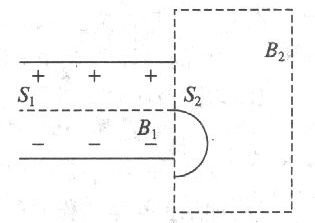 + + +
S₁ S₂ B₂
B₁
− − −